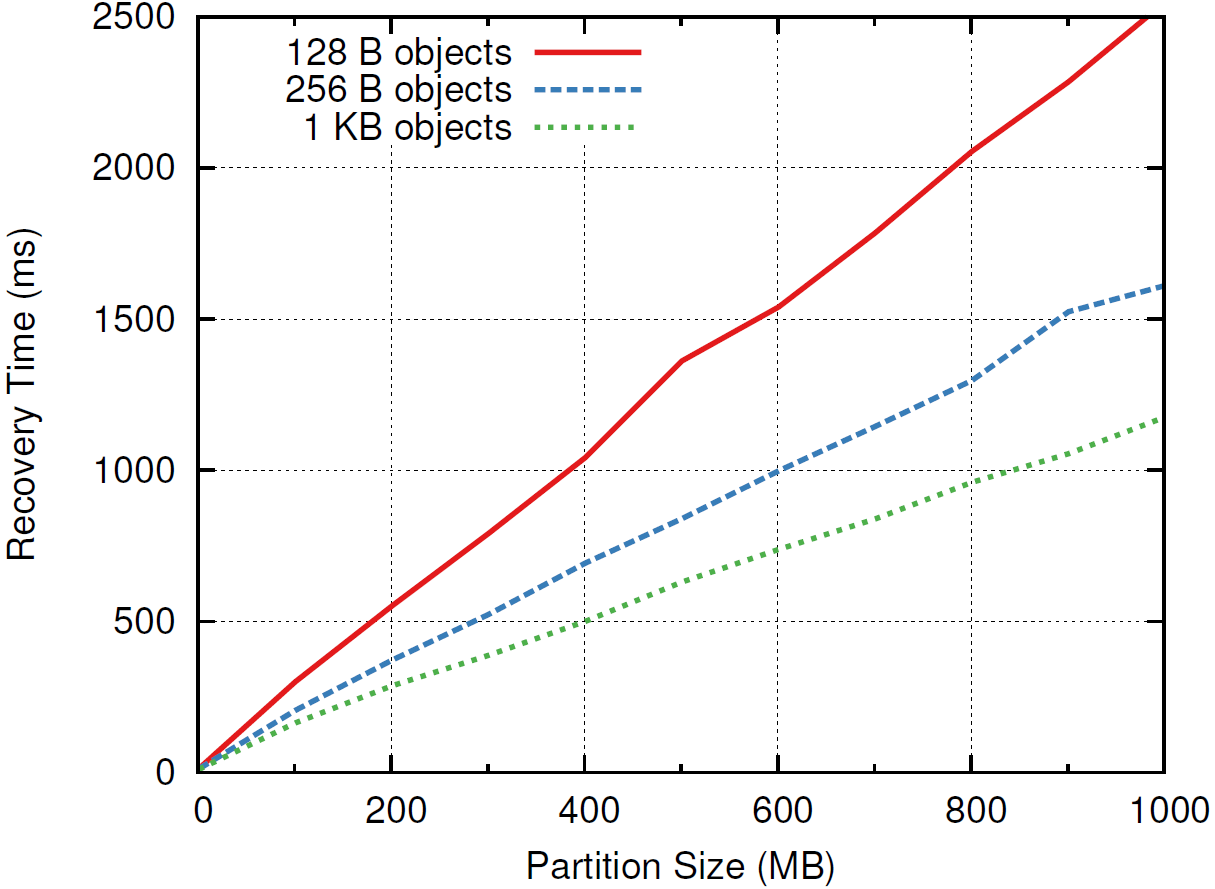 2500
2000
1500
1000
500
0
Recovery Time (ms)
128 B objects
256 B objects
1 KB objects
0 200 400 600 800 1000
Partition Size (MB)